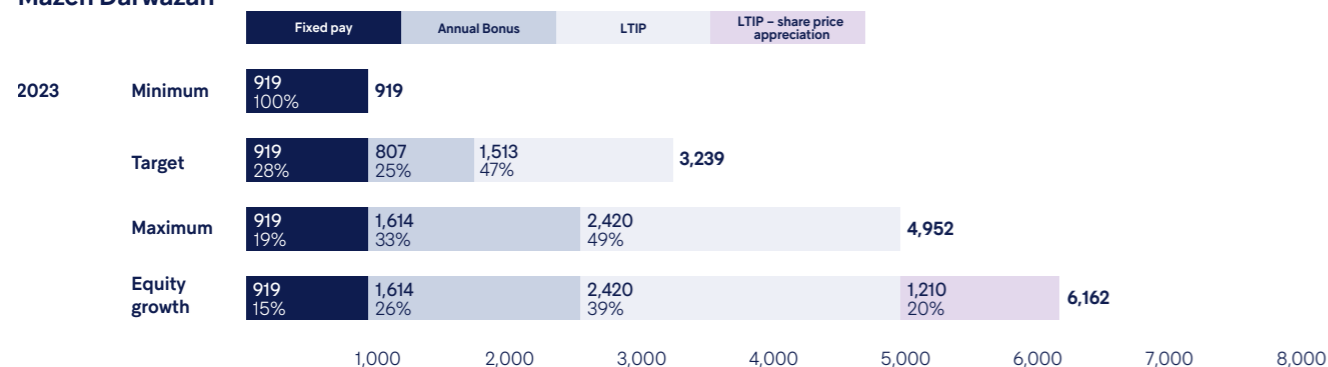 Mazen Darwazah
Fixed pay Annual Bonus LTIP LTIP – share price
appreciation
2023 Minimum 919 919
100%
Target 919 807 1,513 3,239
28% 25% 47%
Maximum 919 1,614 2,420 4,952
19% 33% 49%
Equity
growth 919 1,614 2,420 1,210 6,162
15% 26% 39% 20%
1,000 2,000 3,000 4,000 5,000 6,000 7,000 8,000